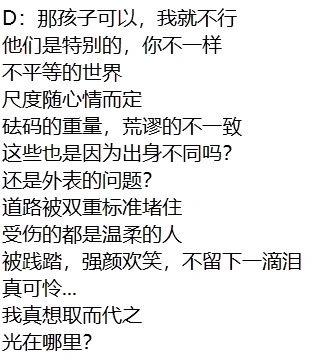 D：那孩子可以，我就不行
他们是特别的，你不一样
不平等的世界
尺度随心情而定
砝码的重量，荒谬的不一致
这些也是因为出身不同吗？
还是外表的问题？
道路被双重标准堵住
受伤的都是温柔的人
被践踏，强颜欢笑，不留下一滴泪
真可怜...
我真想取而代之
光在哪里？